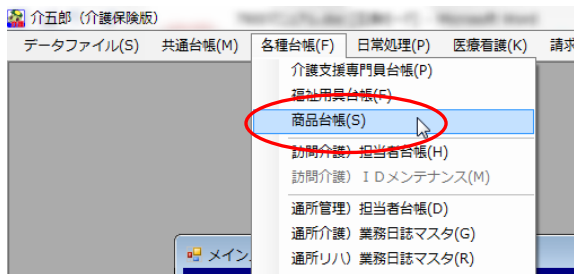 介五郎（介護保険版）
データファイル(S) 共通台帳(M) 各種台帳(F) 日常処理(P) 医療看護(K) 請求
介護支援専門員台帳(P)
福祉用具台帳(F)
商品台帳(S)
訪問介護）担当者台帳(H)
訪問介護）ＩＤメンテナンス(M)
通所管理）担当者台帳(D)
通所介護）業務日誌マスタ(G)
通所リハ）業務日誌マスタ(R)
メイン